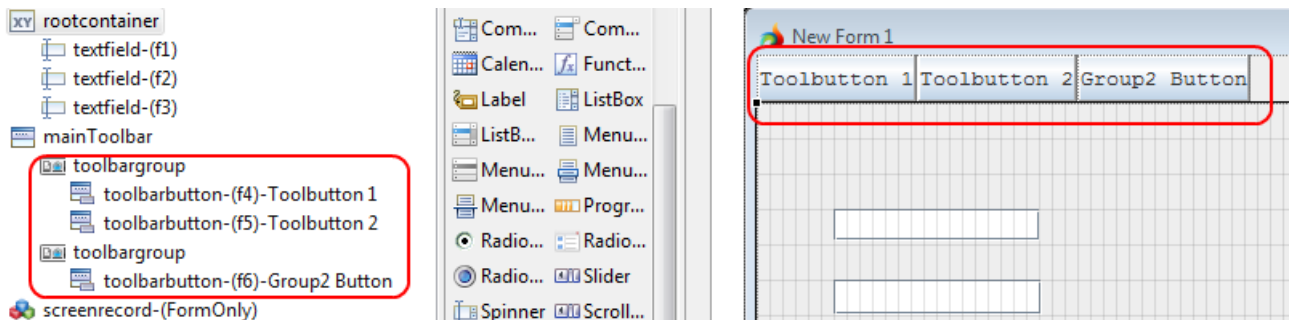 rootcontainer
textfield-(f1)
textfield-(f2)
textfield-(f3)
mainToolbar
toolbargroup
toolbarbutton-(f4)-Toolbutton 1
toolbarbutton-(f5)-Toolbutton 2
toolbargroup
toolbarbutton-(f6)-Group2 Button
screenrecord-(FormOnly)
Com... Com...
Calen... Funct...
Label ListBox
ListB... Menu...
Menu... Menu...
Menu... Progr...
Radio... Radio...
Radio... Slider
Spinner Scroll...
New Form 1
Toolbutton 1 Toolbutton 2 Group2 Button